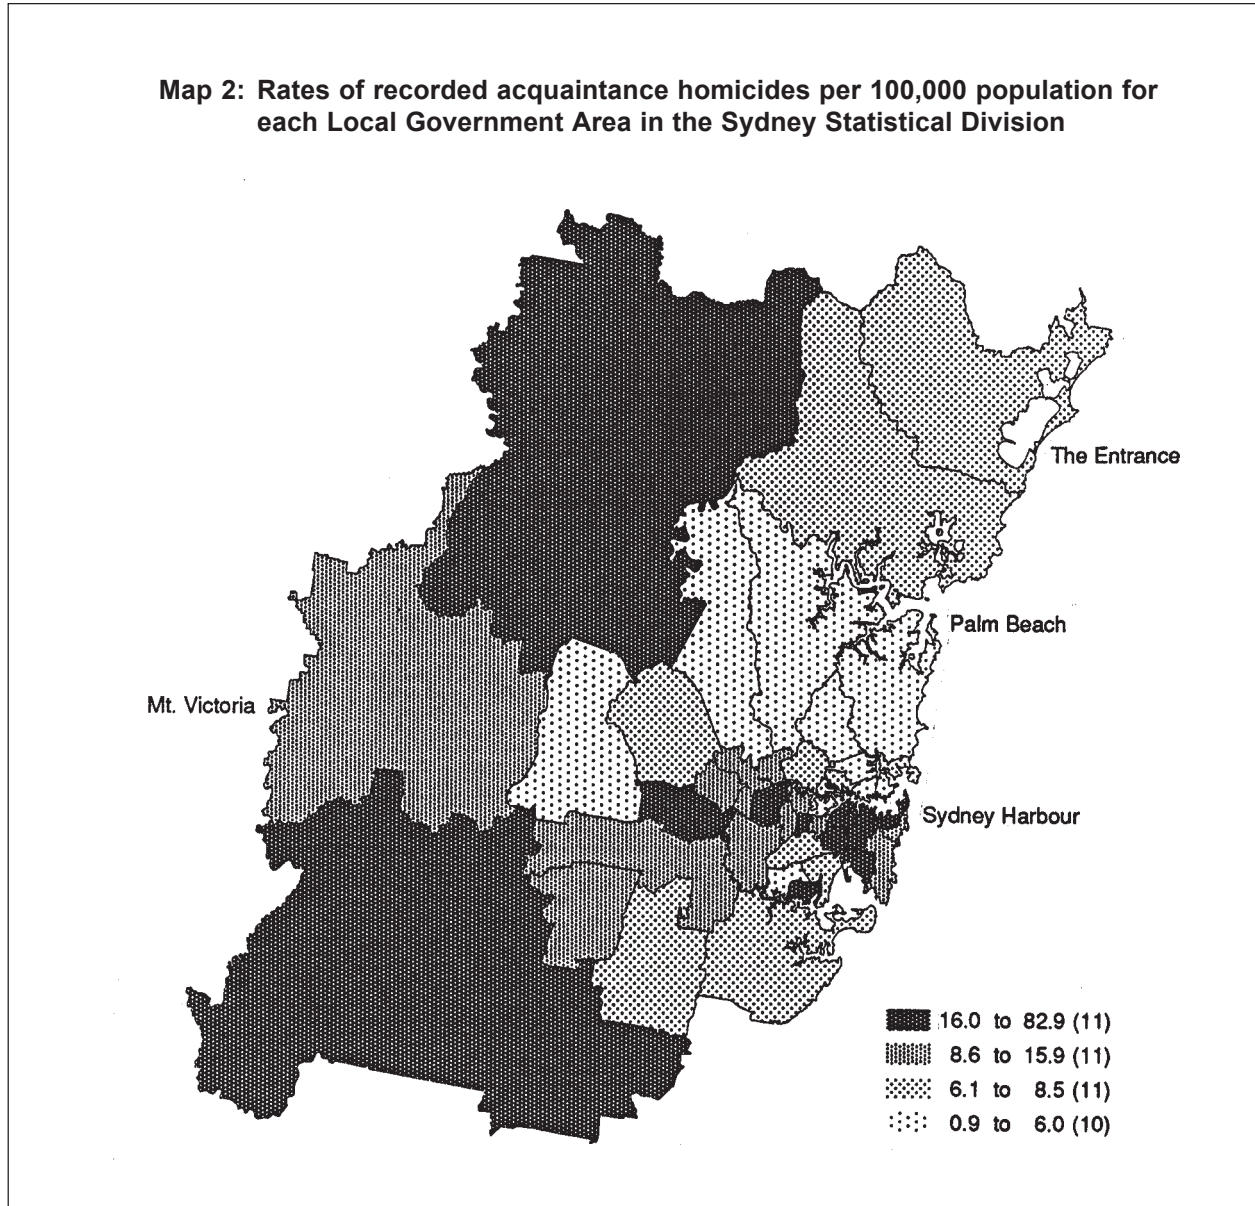 Map 2: Rates of recorded acquaintance homicides per 100,000 population for
each Local Government Area in the Sydney Statistical Division
The Entrance
Palm Beach
Mt. Victoria
Sydney Harbour
16.0 to 82.9 (11)
8.6 to 15.9 (11)
6.1 to 8.5 (11)
0.9 to 6.0 (10)